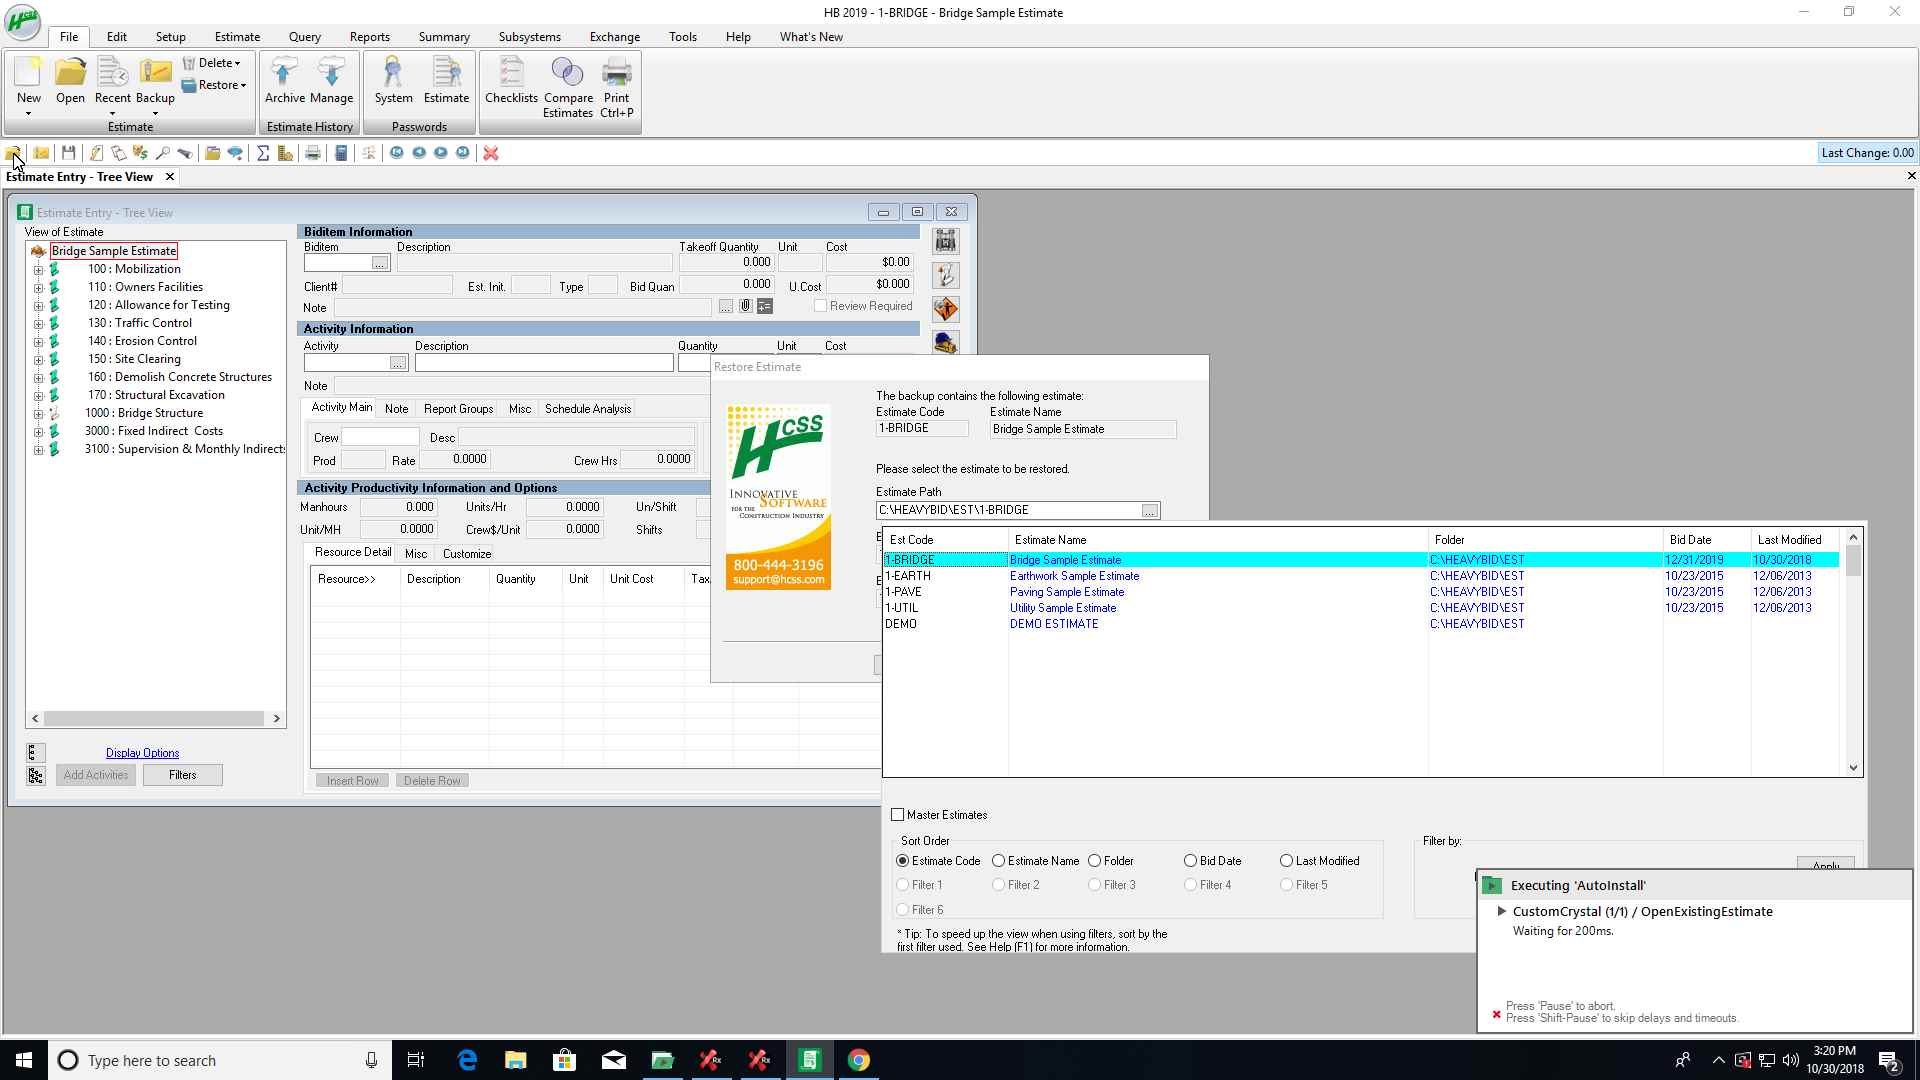 HB 2019 - 1-BRIDGE - Bridge Sample Estimate
File Edit Setup Estimate Query Reports Summary Subsystems Exchange Tools Help What's New
New Open Recent Backup Delete Restore Archive Manage System Estimate Checklists Compare Estimates Print Ctrl+P
Estimate Estimate History Passwords
Last Change: 0.00
Estimate Entry - Tree View
Estimate Entry - Tree View
View of Estimate
Bridge Sample Estimate
100 : Mobilization
110 : Owners Facilities
120 : Allowance for Testing
130 : Traffic Control
140 : Erosion Control
150 : Site Clearing
160 : Demolish Concrete Structures
170 : Structural Excavation
1000 : Bridge Structure
3000 : Fixed Indirect Costs
3100 : Supervision & Monthly Indirects
Display Options
Add Activities Filters
Biditem Information
Biditem Description Takeoff Quantity Unit Cost
... 0.000 $0.00
Client# Est. Init. Type Bid Quan 0.000 U.Cost $0.000
Note ... Review Required
Activity Information
Activity Description Quantity Unit Cost
...
Note
Activity Main Note Report Groups Misc Schedule Analysis
Crew Desc
Prod Rate 0.0000 Crew Hrs 0.0000
Activity Productivity Information and Options
Manhours 0.000 Units/Hr 0.0000 Un/Shift
Unit/MH 0.0000 Crew$/Unit 0.0000 Shifts
Resource Detail Misc Customize
Resource>> Description Quantity Unit Unit Cost Tax
Insert Row Delete Row
Restore Estimate
HCSS
INNOVATIVE
SOFTWARE
FOR THE
CONSTRUCTION INDUSTRY
800-444-3196
support@hcss.com
The backup contains the following estimate:
Estimate Code Estimate Name
1-BRIDGE Bridge Sample Estimate
Please select the estimate to be restored.
Estimate Path
C:\HEAVYBID\EST\1-BRIDGE ...
Est Code Estimate Name Folder Bid Date Last Modified
1-BRIDGE Bridge Sample Estimate C:\HEAVYBID\EST 12/31/2019 10/30/2018
1-EARTH Earthwork Sample Estimate C:\HEAVYBID\EST 10/23/2015 12/06/2013
1-PAVE Paving Sample Estimate C:\HEAVYBID\EST 10/23/2015 12/06/2013
1-UTIL Utility Sample Estimate C:\HEAVYBID\EST 10/23/2015 12/06/2013
DEMO DEMO ESTIMATE C:\HEAVYBID\EST
Master Estimates
Sort Order
Estimate Code Estimate Name Folder Bid Date Last Modified
Filter 1 Filter 2 Filter 3 Filter 4 Filter 5
Filter 6
* Tip: To speed up the view when using filters, sort by the
first filter used. See Help (F1) for more information.
Filter by:
Apply
Executing 'AutoInstall'
CustomCrystal (1/1) / OpenExistingEstimate
Waiting for 200ms.
Press 'Pause' to abort.
Press 'Shift-Pause' to skip delays and timeouts.
Type here to search
3:20 PM
10/30/2018
2